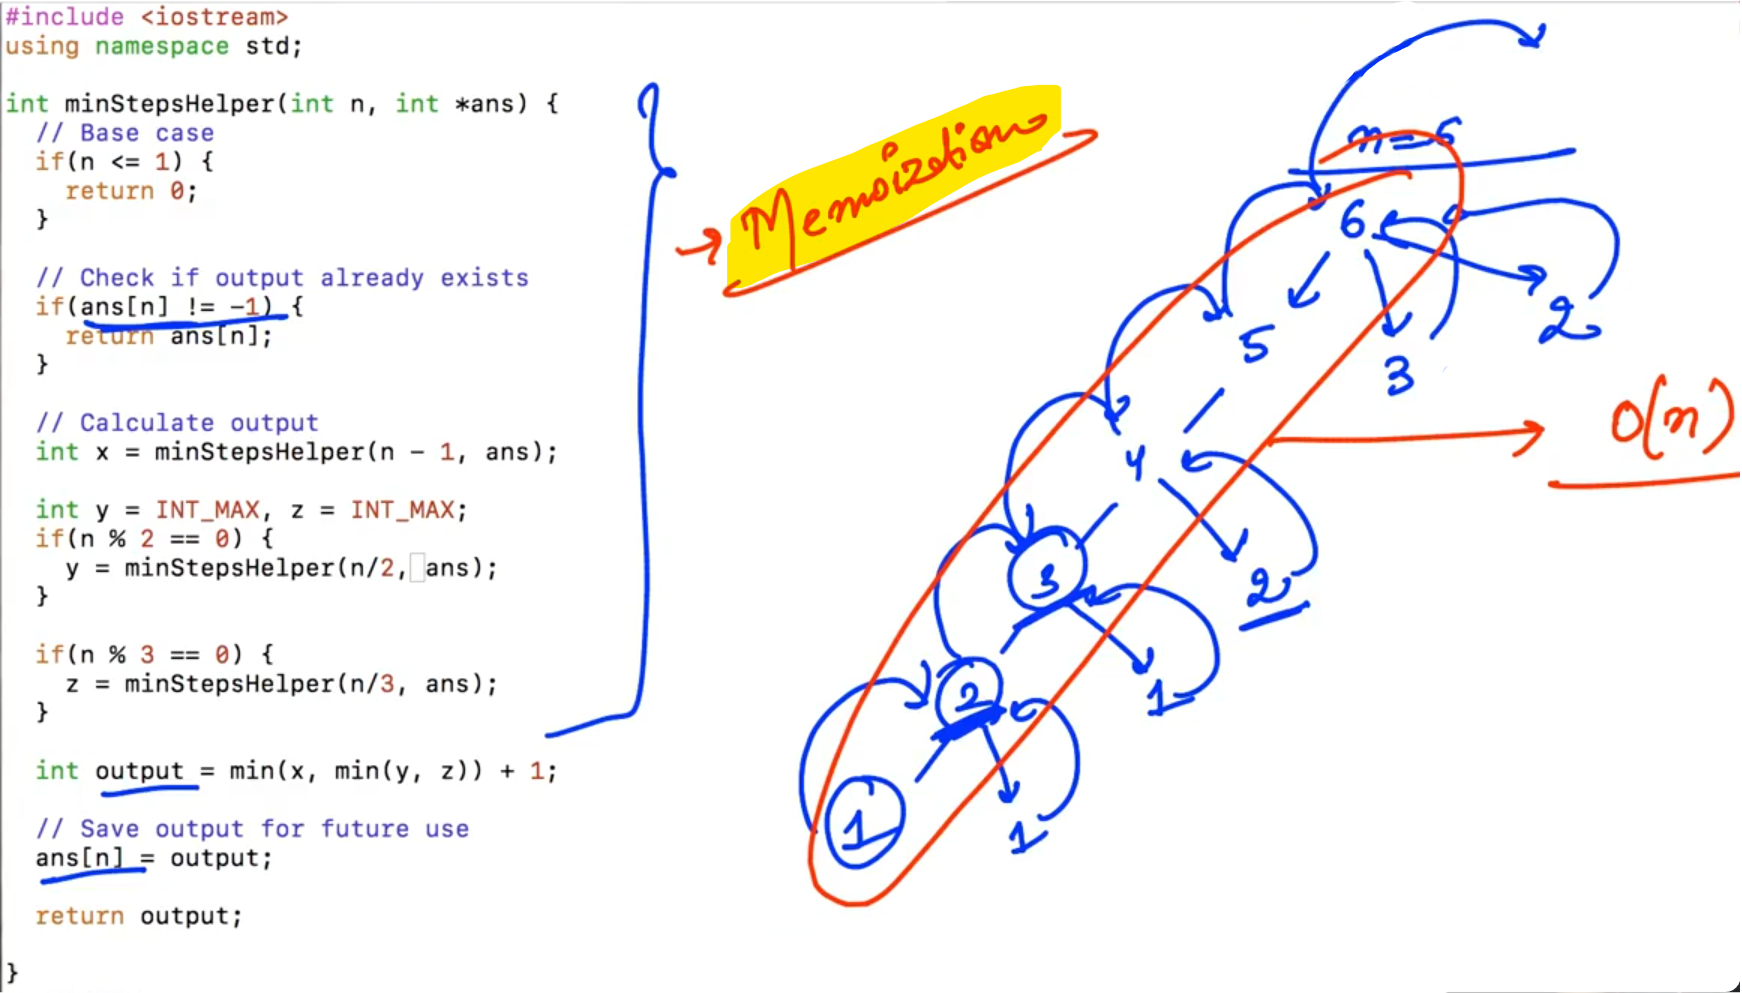 #include <iostream>
using namespace std;
int minStepsHelper(int n, int *ans) {
// Base case
if(n <= 1) {
return 0;
}
// Check if output already exists
if(ans[n] != -1) {
return ans[n];
}
// Calculate output
int x = minStepsHelper(n - 1, ans);
int y = INT_MAX, z = INT_MAX;
if(n % 2 == 0) {
y = minStepsHelper(n/2, ans);
}
if(n % 3 == 0) {
z = minStepsHelper(n/3, ans);
}
int output = min(x, min(y, z)) + 1;
// Save output for future use
ans[n] = output;
return output;
}
→ Memoization
n=6
6
5
3
2
4
2
3
1
2
1
1
O(n)